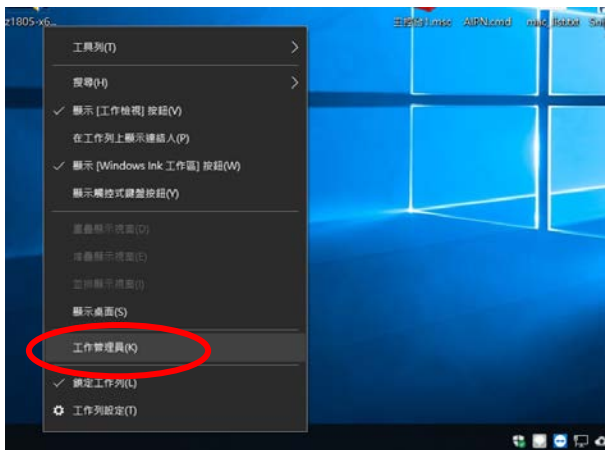 z1805-x6...
AIPN.cmd
工具列(T)
搜尋(H)
顯示 [工作檢視] 按鈕(V)
在工作列上顯示連絡人(P)
顯示 [Windows Ink 工作區] 按鈕(W)
顯示觸控式鍵盤按鈕(Y)
重疊顯示視窗(D)
堆疊顯示視窗(E)
並排顯示視窗(I)
顯示桌面(S)
工作管理員(K)
鎖定工作列(L)
工作列設定(T)